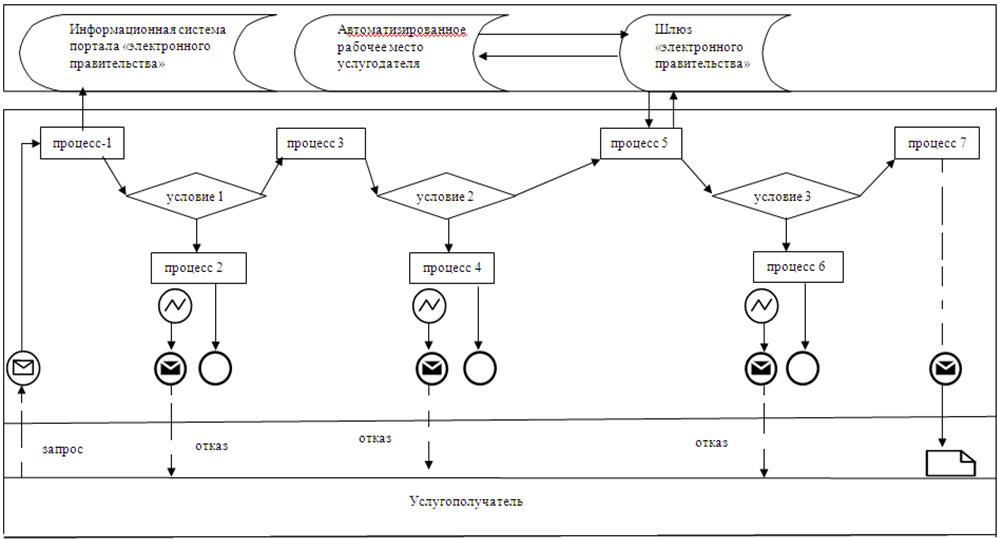 Информационная система
портала «электронного
правительства»
Автоматизированное
рабочее место
услугодателя
Шлюз
«электронного
правительства»
процесс-1
процесс 3
процесс 5
процесс 7
условие 1
условие 2
условие 3
процесс 2
процесс 4
процесс 6
запрос
отказ
отказ
отказ
Услугополучатель